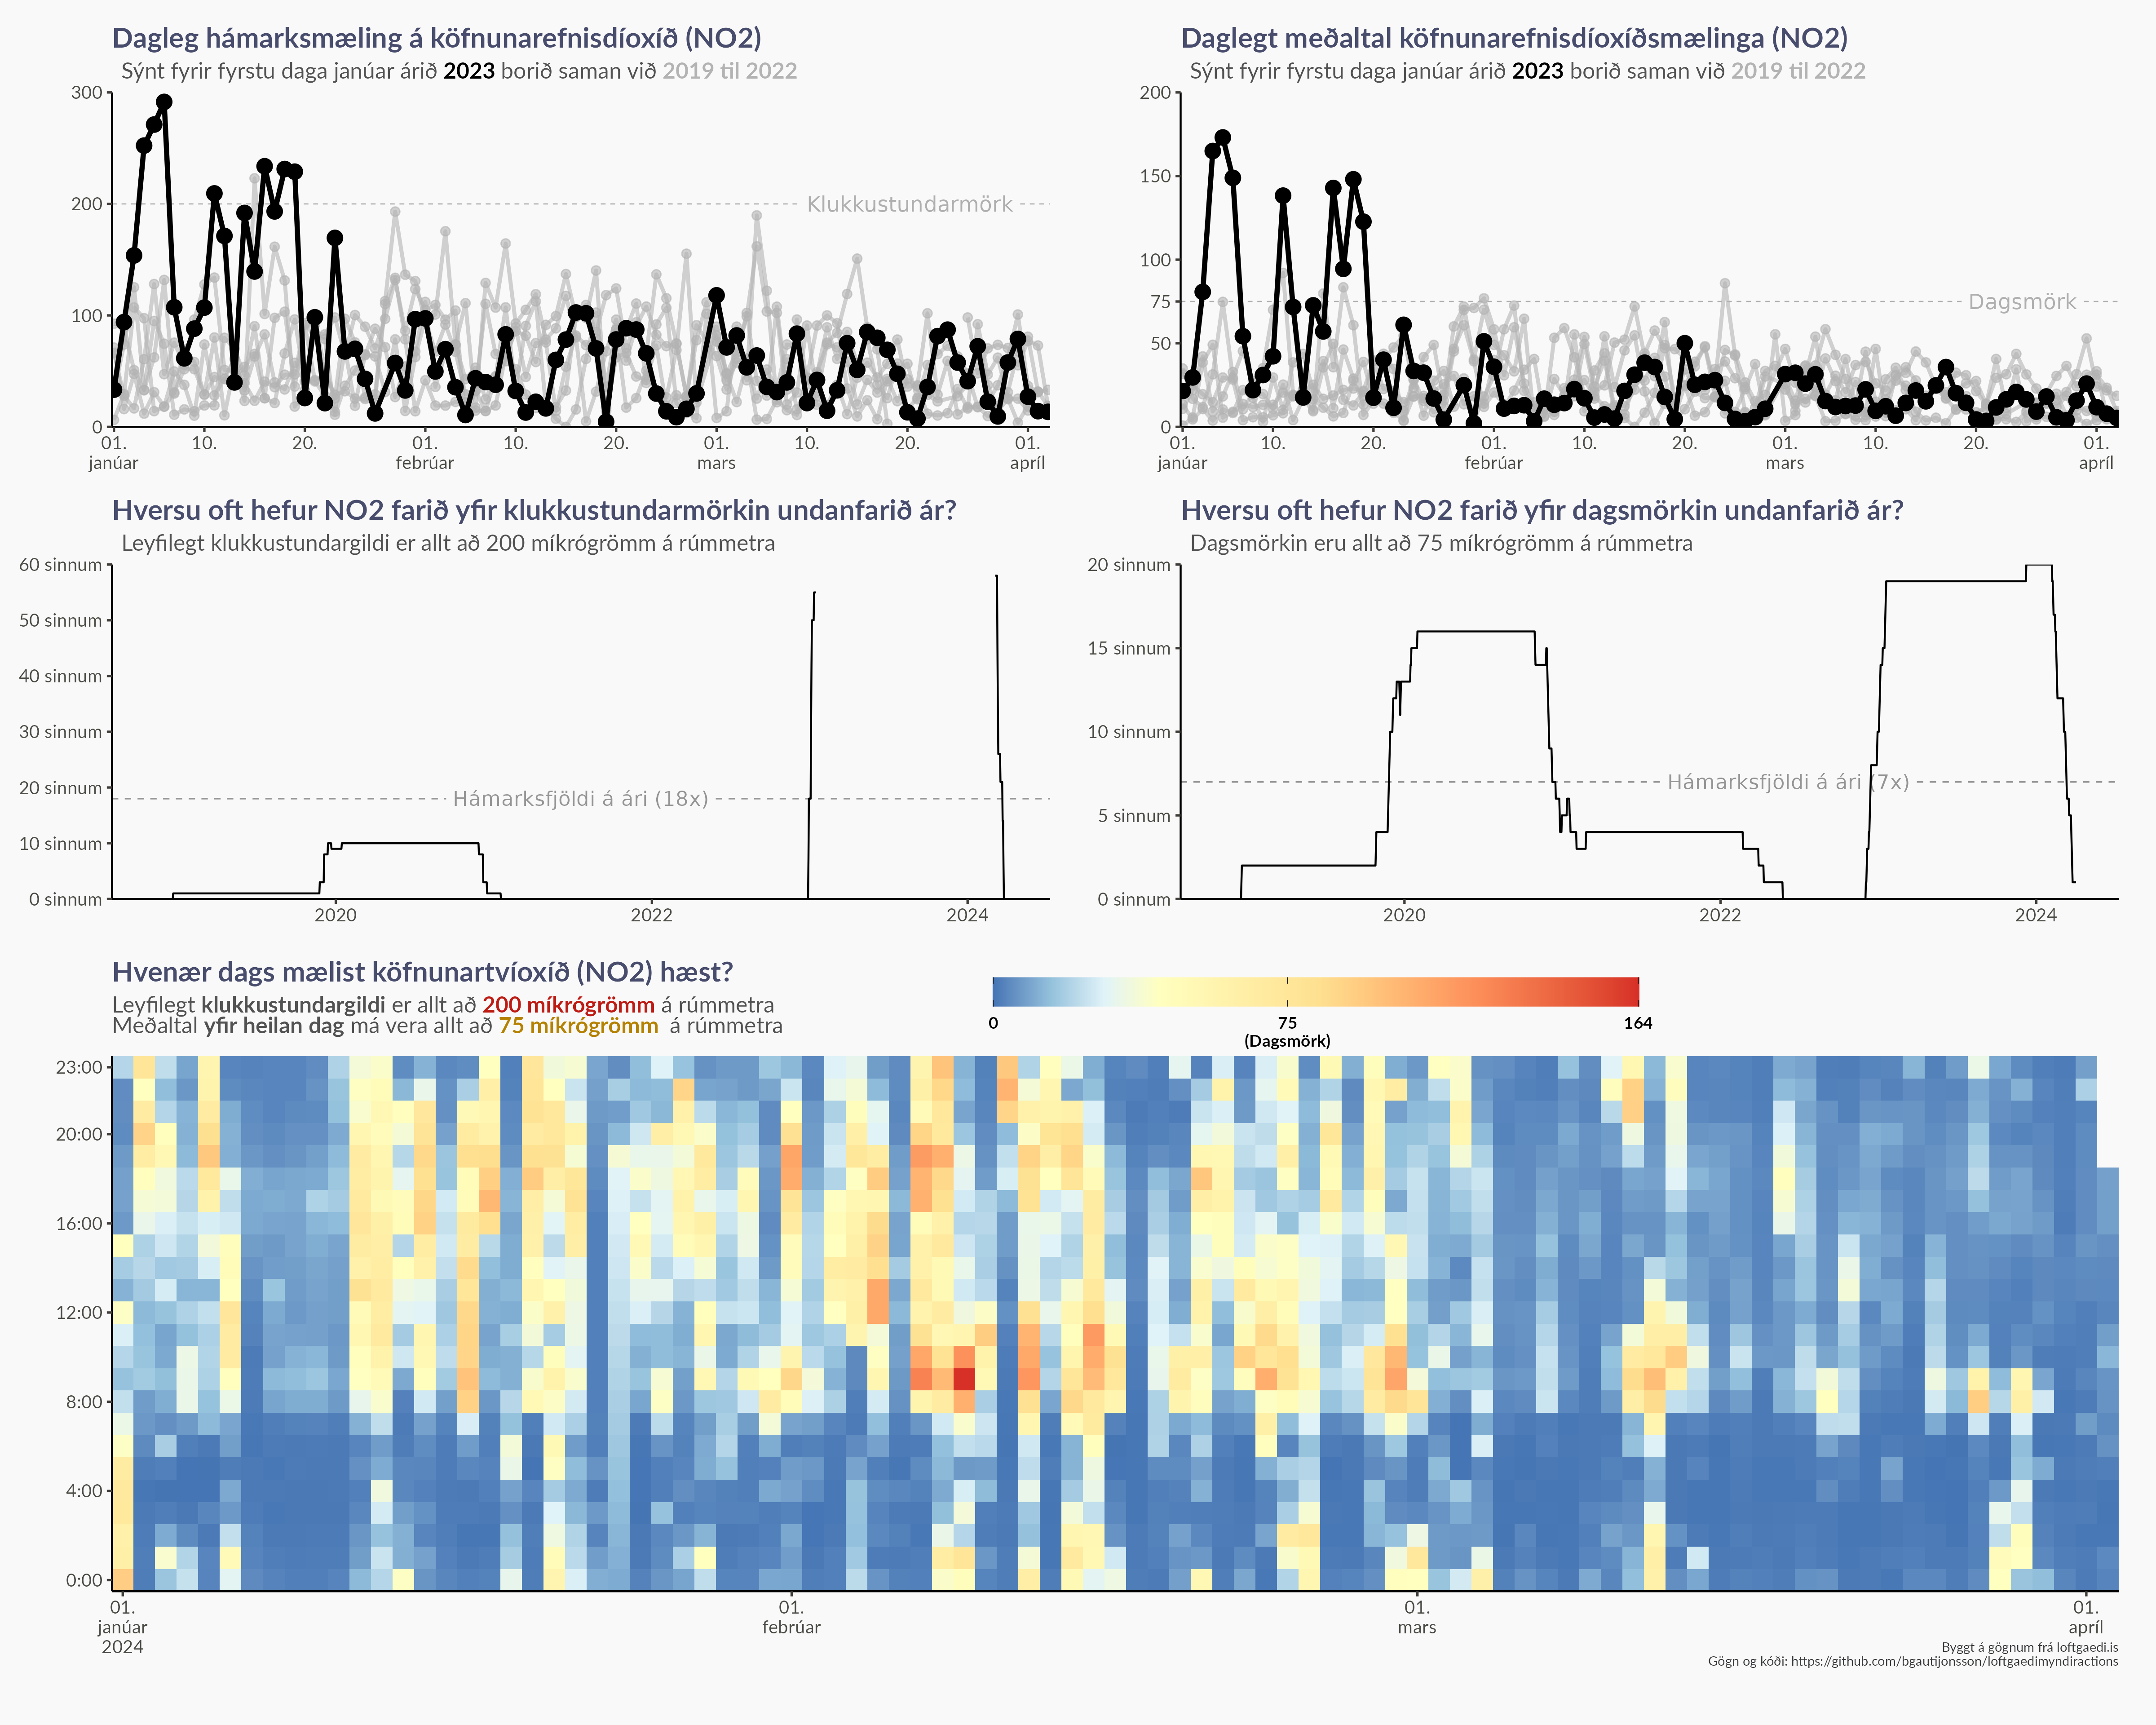 Dagleg hámarksmæling á köfnunarefnisdíoxíð (NO2)
Sýnt fyrir fyrstu daga janúar árið 2023 borið saman við 2019 til 2022
300
200
100
0
Klukkustundarmörk
01. 10. 20. 01. 10. 20. 01. 10. 20. 01.
janúar febrúar mars apríl
Daglegt meðaltal köfnunarefnisdíoxíðsmælinga (NO2)
Sýnt fyrir fyrstu daga janúar árið 2023 borið saman við 2019 til 2022
200
150
100
75
50
0
Dagsmörk
01. 10. 20. 01. 10. 20. 01. 10. 20. 01.
janúar febrúar mars apríl
Hversu oft hefur NO2 farið yfir klukkustundarmörkin undanfarið ár?
Leyfilegt klukkustundargildi er allt að 200 míkrógrömm á rúmmetra
60 sinnum
50 sinnum
40 sinnum
30 sinnum
20 sinnum
10 sinnum
0 sinnum
Hámarksfjöldi á ári (18x)
2020 2022 2024
Hversu oft hefur NO2 farið yfir dagsmörkin undanfarið ár?
Dagsmörkin eru allt að 75 míkrógrömm á rúmmetra
20 sinnum
15 sinnum
10 sinnum
5 sinnum
0 sinnum
Hámarksfjöldi á ári (7x)
2020 2022 2024
Hvenær dags mælist köfnunartvíoxíð (NO2) hæst?
Leyfilegt klukkustundargildi er allt að 200 míkrógrömm á rúmmetra
Meðaltal yfir heilan dag má vera allt að 75 míkrógrömm á rúmmetra
0 75 164
(Dagsmörk)
23:00
20:00
16:00
12:00
8:00
4:00
0:00
01. 01. 01. 01.
janúar febrúar mars apríl
2024
Byggt á gögnum frá loftgaedi.is
Gögn og kóði: https://github.com/bgautijonsson/loftgaedimyndiractions